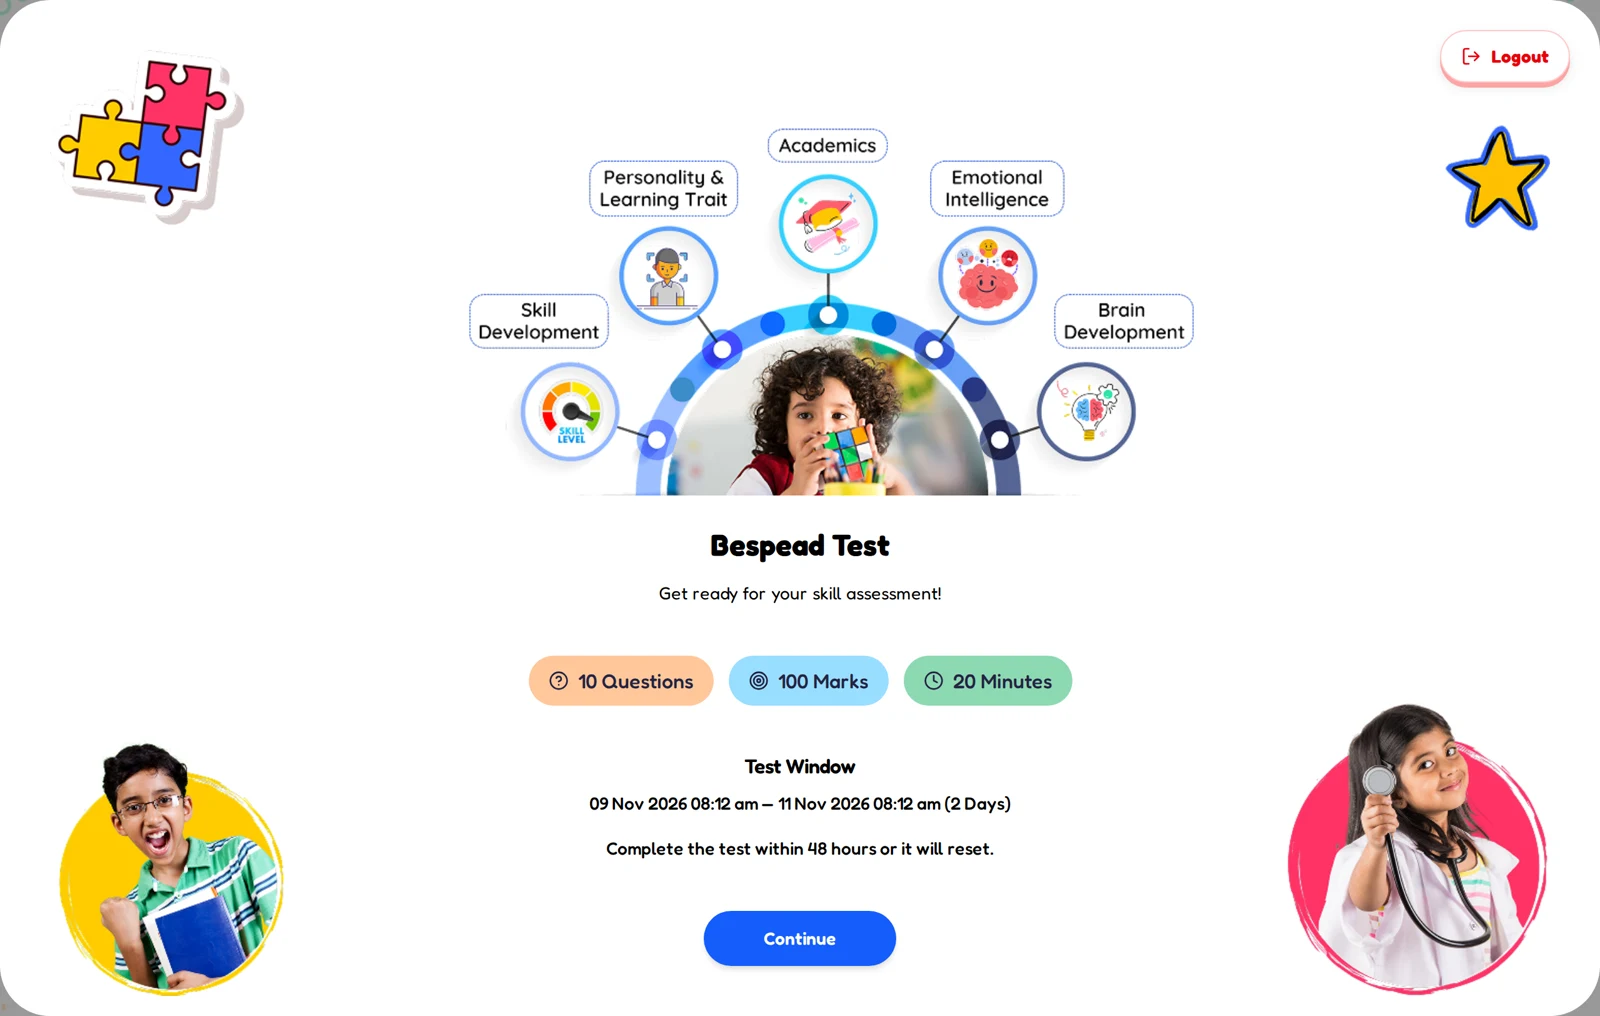 Logout
Academics
Personality &
Learning Trait
Emotional
Intelligence
Skill
Development
Brain
Development
SKILL
LEVEL
Bespead Test
Get ready for your skill assessment!
10 Questions
100 Marks
20 Minutes
Test Window
09 Nov 2026 08:12 am – 11 Nov 2026 08:12 am (2 Days)
Complete the test within 48 hours or it will reset.
Continue